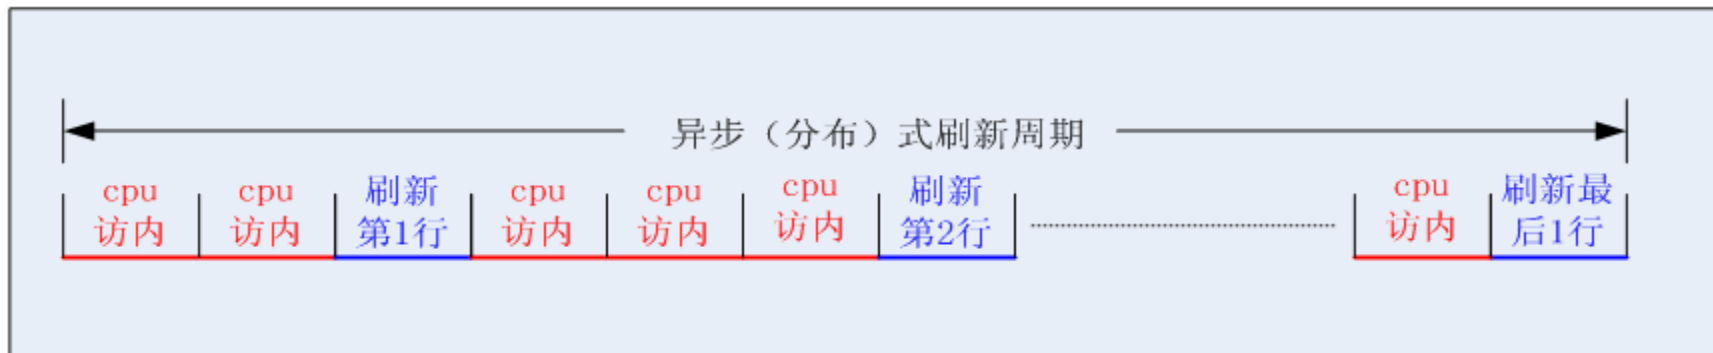 异步（分布）式刷新周期
cpu
访内
cpu
访内
刷新
第1行
cpu
访内
cpu
访内
cpu
访内
刷新
第2行
cpu
访内
刷新最
后1行